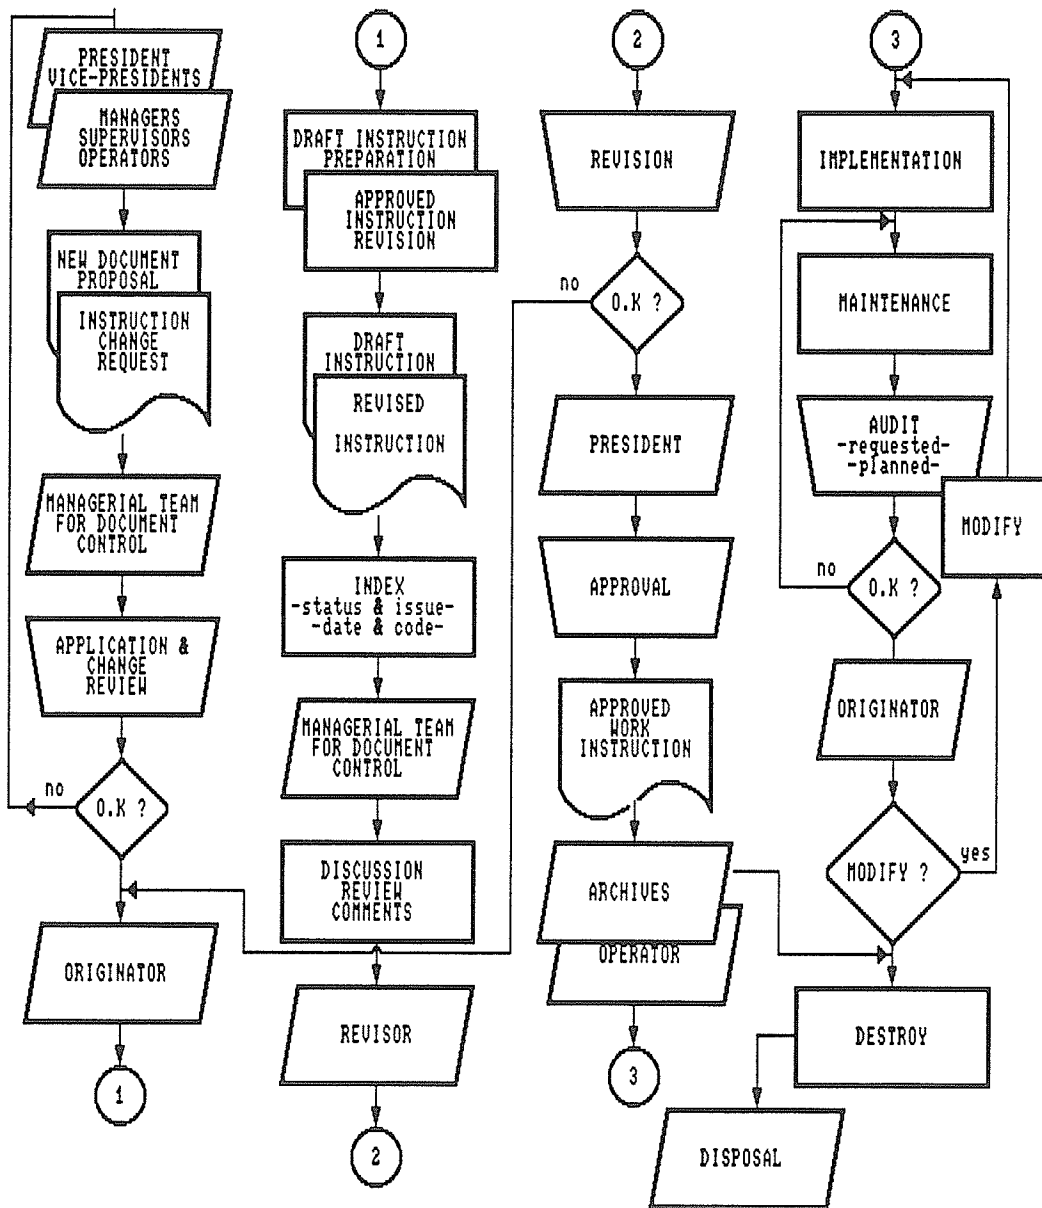 PRESIDENT
VICE-PRESIDENTS
MANAGERS
SUPERVISORS
OPERATORS
NEW DOCUMENT
PROPOSAL
INSTRUCTION
CHANGE
REQUEST
MANAGERIAL TEAM
FOR DOCUMENT
CONTROL
APPLICATION &
CHANGE
REVIEW
no
O.K ?
ORIGINATOR
1
1
DRAFT INSTRUCTION
PREPARATION
APPROVED
INSTRUCTION
REVISION
DRAFT
INSTRUCTION
REVISED
INSTRUCTION
INDEX
-status & issue-
-date & code-
MANAGERIAL TEAM
FOR DOCUMENT
CONTROL
DISCUSSION
REVIEW
COMMENTS
REVISOR
2
2
REVISION
no
O.K ?
PRESIDENT
APPROVAL
APPROVED
WORK
INSTRUCTION
ARCHIVES
OPERATOR
3
3
IMPLEMENTATION
MAINTENANCE
AUDIT
-requested-
-planned-
MODIFY
no
O.K ?
ORIGINATOR
MODIFY ?
yes
DESTROY
DISPOSAL